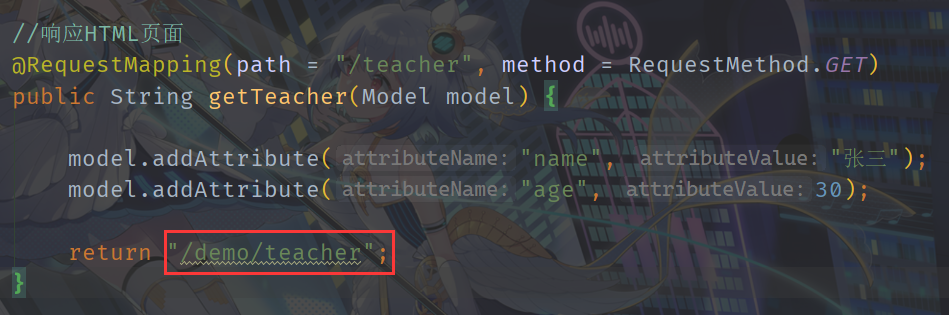 //响应HTML页面
@RequestMapping(path = "/teacher", method = RequestMethod.GET)
public String getTeacher(Model model) {
model.addAttribute( attributeName: "name", attributeValue: "张三");
model.addAttribute( attributeName: "age", attributeValue: 30);
return "/demo/teacher";
}